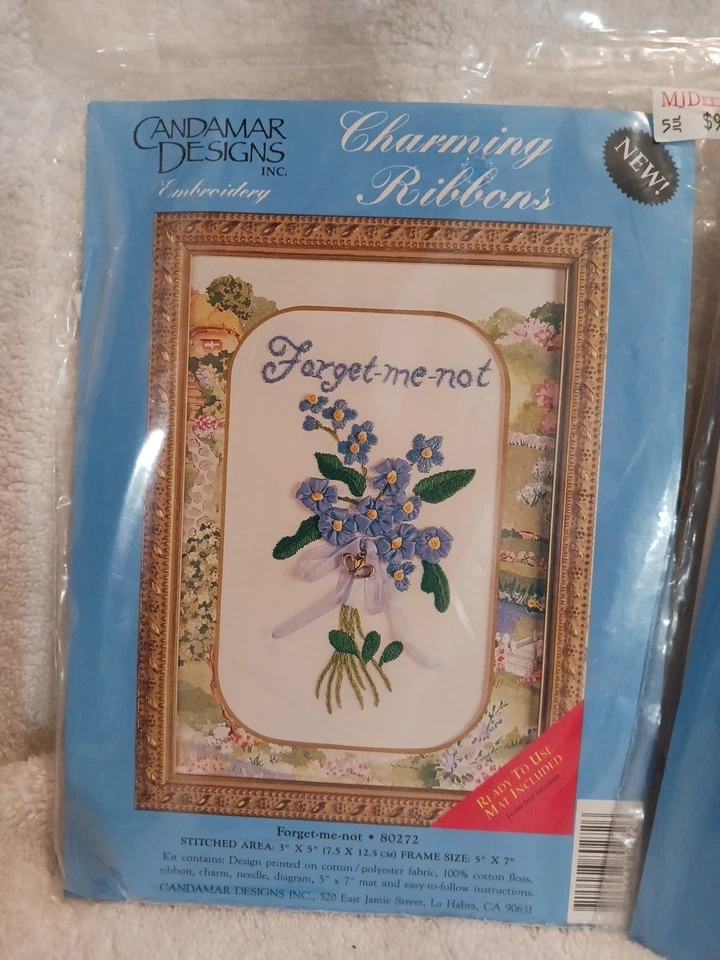 CANDAMAR
DESIGNS
INC.
Embroidery
Charming
Ribbons
NEW!
MJD
5
$9
Forget-me-not
READY TO USE
MAT INCLUDED
Forget-me-not • 80272
STITCHED AREA: 3" X 5" (7.5 X 12.5 CM) FRAME SIZE: 5" X 7"
Kit contains: Design printed on cotton/polyester fabric, 100% cotton floss,
ribbon, charm, needle, diagram, 5" x 7" mat and easy-to-follow instructions.
CANDAMAR DESIGNS INC., 520 East Jamie Street, La Habra, CA 90631